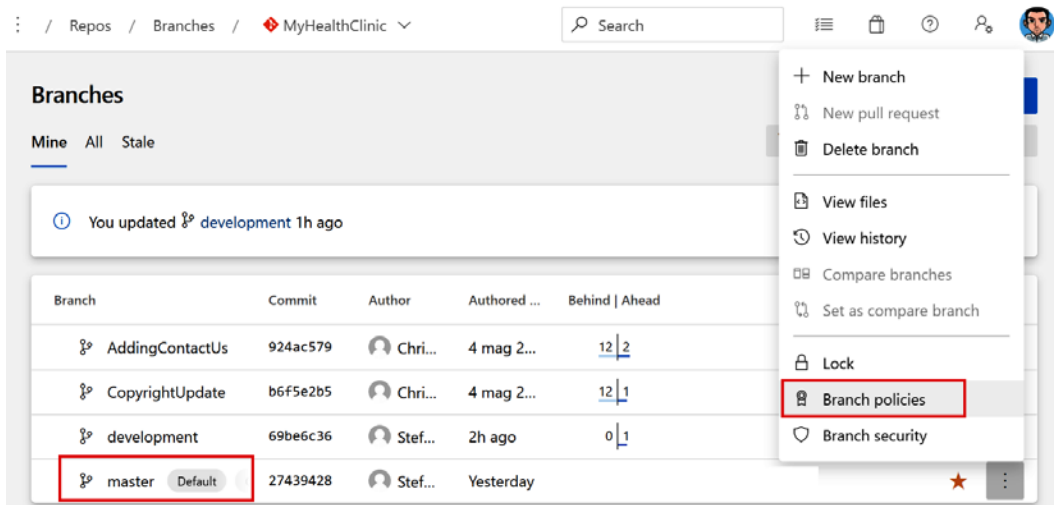 / Repos / Branches / MyHealthClinic
Search
Branches
Mine All Stale
You updated development 1h ago
Branch Commit Author Authored ... Behind | Ahead
AddingContactUs 924ac579 Chri... 4 mag 2... 12 2
CopyrightUpdate b6f5e2b5 Chri... 4 mag 2... 12 1
development 69be6c36 Stef... 2h ago 0 1
master Default 27439428 Stef... Yesterday
New branch
New pull request
Delete branch
View files
View history
Compare branches
Set as compare branch
Lock
Branch policies
Branch security